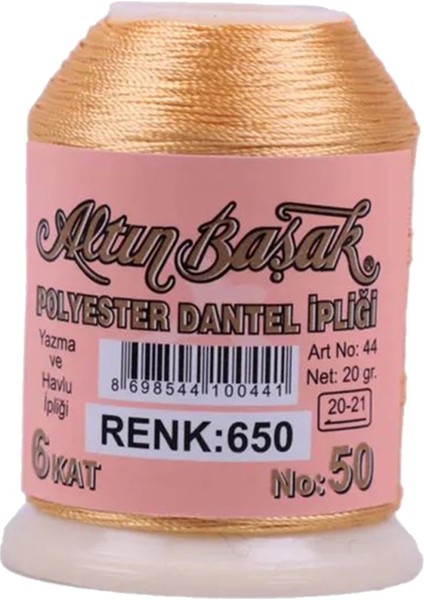 Altın Başak®
POLYESTER DANTEL İPLİĞİ
Yazma
ve
Havlu
İpliği
8 698544 100441
Art No: 44
Net: 20 gr.
20-21
RENK:650
6 KAT
No: 50